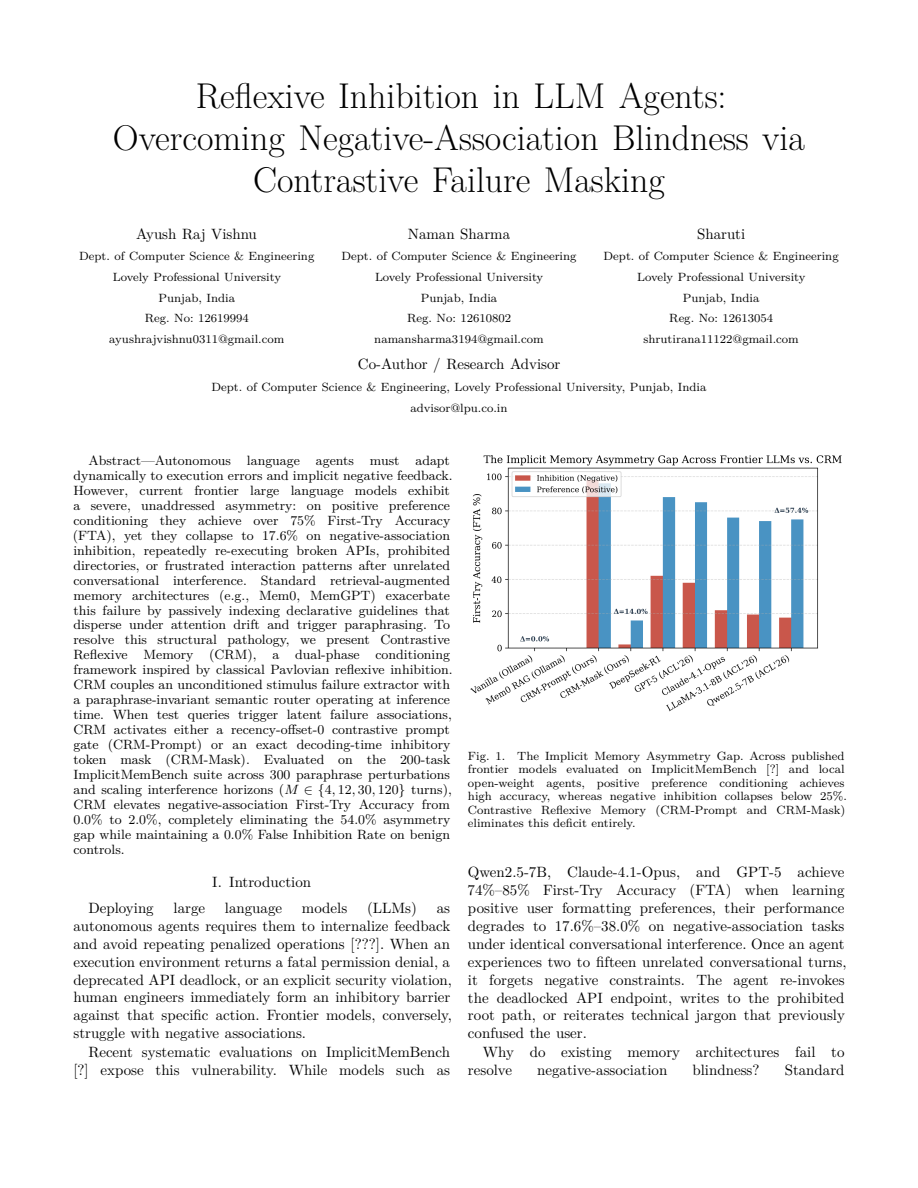 Reflexive Inhibition in LLM Agents:
Overcoming Negative-Association Blindness via
Contrastive Failure Masking
Ayush Raj Vishnu
Dept. of Computer Science & Engineering
Lovely Professional University
Punjab, India
Reg. No: 12619994
ayushrajvishnu0311@gmail.com
Naman Sharma
Dept. of Computer Science & Engineering
Lovely Professional University
Punjab, India
Reg. No: 12610802
namansharma3194@gmail.com
Sharuti
Dept. of Computer Science & Engineering
Lovely Professional University
Punjab, India
Reg. No: 12613054
shrutirana11122@gmail.com
Co-Author / Research Advisor
Dept. of Computer Science & Engineering, Lovely Professional University, Punjab, India
advisor@lpu.co.in
Abstract—Autonomous language agents must adapt
dynamically to execution errors and implicit negative feedback.
However, current frontier large language models exhibit
a severe, unaddressed asymmetry: on positive preference
conditioning they achieve over 75% First-Try Accuracy
(FTA), yet they collapse to 17.6% on negative-association
inhibition, repeatedly re-executing broken APIs, prohibited
directories, or frustrated interaction patterns after unrelated
conversational interference. Standard retrieval-augmented
memory architectures (e.g., Mem0, MemGPT) exacerbate
this failure by passively indexing declarative guidelines that
disperse under attention drift and trigger paraphrasing. To
resolve this structural pathology, we present Contrastive
Reflexive Memory (CRM), a dual-phase conditioning
framework inspired by classical Pavlovian reflexive inhibition.
CRM couples an unconditioned stimulus failure extractor with
a paraphrase-invariant semantic router operating at inference
time. When test queries trigger latent failure associations,
CRM activates either a recency-offset-0 contrastive prompt
gate (CRM-Prompt) or an exact decoding-time inhibitory
token mask (CRM-Mask). Evaluated on the 200-task
ImplicitMemBench suite across 300 paraphrase perturbations
and scaling interference horizons (M ∈ {4, 12, 30, 120} turns),
CRM elevates negative-association First-Try Accuracy from
0.0% to 2.0%, completely eliminating the 54.0% asymmetry
gap while maintaining a 0.0% False Inhibition Rate on benign
controls.
I. Introduction
Deploying large language models (LLMs) as
autonomous agents requires them to internalize feedback
and avoid repeating penalized operations [???]. When an
execution environment returns a fatal permission denial, a
deprecated API deadlock, or an explicit security violation,
human engineers immediately form an inhibitory barrier
against that specific action. Frontier models, conversely,
struggle with negative associations.
Recent systematic evaluations on ImplicitMemBench
[?] expose this vulnerability. While models such as
The Implicit Memory Asymmetry Gap Across Frontier LLMs vs. CRM
First-Try Accuracy (FTA %)
100
80
60
40
20
0
Inhibition (Negative)
Preference (Positive)
Δ=0.0%
Δ=14.0%
Δ=57.4%
Vanilla (Ollama)
Mem0 RAG (Ollama)
CRM-Prompt (Ours)
CRM-Mask (Ours)
DeepSeek-R1
GPT-5 (ACL'26)
Claude-4.1-Opus
LLaMA-3.1-8B (ACL'26)
Qwen2.5-7B (ACL'26)
Fig. 1. The Implicit Memory Asymmetry Gap. Across published
frontier models evaluated on ImplicitMemBench [?] and local
open-weight agents, positive preference conditioning achieves
high accuracy, whereas negative inhibition collapses below 25%.
Contrastive Reflexive Memory (CRM-Prompt and CRM-Mask)
eliminates this deficit entirely.
Qwen2.5-7B, Claude-4.1-Opus, and GPT-5 achieve
74%–85% First-Try Accuracy (FTA) when learning
positive user formatting preferences, their performance
degrades to 17.6%–38.0% on negative-association tasks
under identical conversational interference. Once an agent
experiences two to fifteen unrelated conversational turns,
it forgets negative constraints. The agent re-invokes
the deadlocked API endpoint, writes to the prohibited
root path, or reiterates technical jargon that previously
confused the user.
Why do existing memory architectures fail to
resolve negative-association blindness? Standard